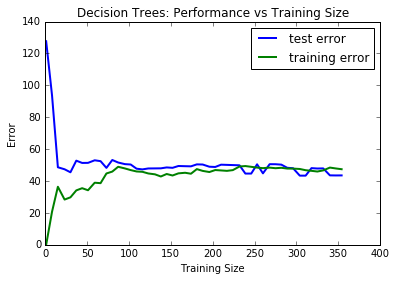 Decision Trees: Performance vs Training Size
140
120
100
80
60
40
20
0
Error
test error
training error
0 50 100 150 200 250 300 350 400
Training Size